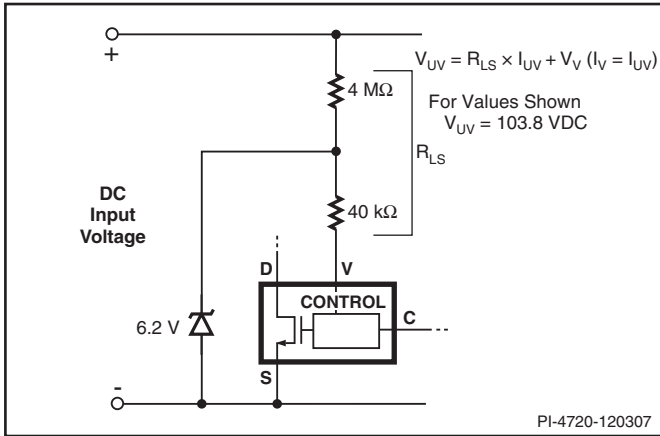 +
V_UV = R_LS × I_UV + V_V (I_V = I_UV)
4 MΩ
For Values Shown
V_UV = 103.8 VDC
R_LS
DC
Input
Voltage
40 kΩ
D
V
CONTROL
C
6.2 V
S
-
PI-4720-120307